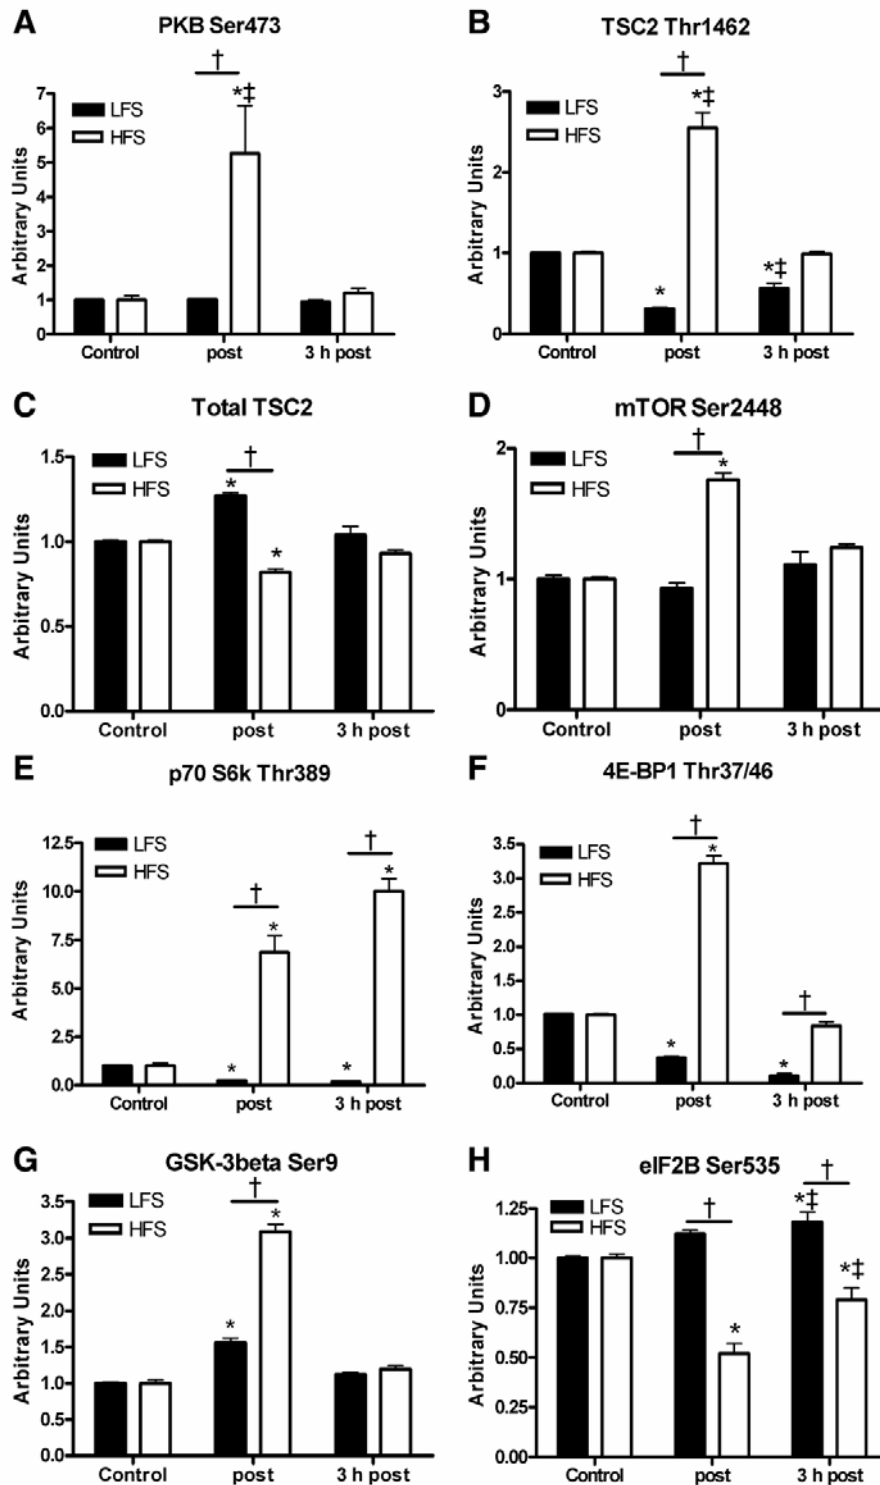 A
PKB Ser473
†
*‡
LFS
HFS
Arbitrary Units
7
6
5
4
3
2
1
0
Control post 3 h post
B
TSC2 Thr1462
†
*‡
LFS
HFS
*
*‡
Arbitrary Units
3
2
1
0
Control post 3 h post
C
Total TSC2
†
LFS
HFS
*
*
Arbitrary Units
1.5
1.0
0.5
0.0
Control post 3 h post
D
mTOR Ser2448
†
*
LFS
HFS
Arbitrary Units
2
1
0
Control post 3 h post
E
p70 S6k Thr389
†
†
LFS
HFS
*
*
*
*
Arbitrary Units
12.5
10.0
7.5
5.0
2.5
0.0
Control post 3 h post
F
4E-BP1 Thr37/46
†
*
LFS
HFS
†
*
*
Arbitrary Units
3.5
3.0
2.5
2.0
1.5
1.0
0.5
0.0
Control post 3 h post
G
GSK-3beta Ser9
†
*
LFS
HFS
*
Arbitrary Units
3.5
3.0
2.5
2.0
1.5
1.0
0.5
0.0
Control post 3 h post
H
eIF2B Ser535
†
†
LFS
HFS
*‡
*‡
*
Arbitrary Units
1.25
1.00
0.75
0.50
0.25
0.00
Control post 3 h post